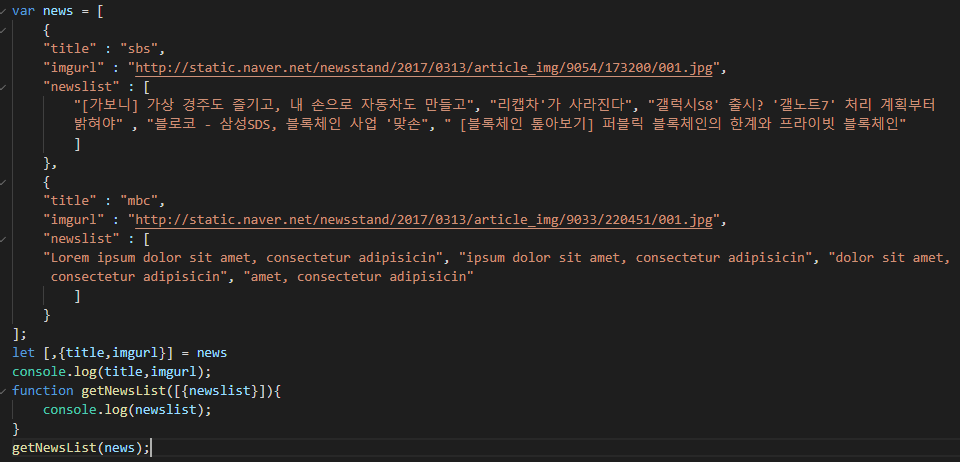 var news = [
{
"title" : "sbs",
"imgurl" : "http://static.naver.net/newsstand/2017/0313/article_img/9054/173200/001.jpg",
"newslist" : [
"[가보니] 가상 경주도 즐기고, 내 손으로 자동차도 만들고", "리캡차'가 사라진다", "갤럭시S8' 출시? '갤노트7' 처리 계획부터
밝혀야" , "블로코 - 삼성SDS, 블록체인 사업 '맞손", " [블록체인 톺아보기] 퍼블릭 블록체인의 한계와 프라이빗 블록체인"
]
},
{
"title" : "mbc",
"imgurl" : "http://static.naver.net/newsstand/2017/0313/article_img/9033/220451/001.jpg",
"newslist" : [
"Lorem ipsum dolor sit amet, consectetur adipisicin", "ipsum dolor sit amet, consectetur adipisicin", "dolor sit amet,
consectetur adipisicin", "amet, consectetur adipisicin"
]
}
];
let [,{title,imgurl}] = news
console.log(title,imgurl);
function getNewsList([{newslist}]){
console.log(newslist);
}
getNewsList(news);